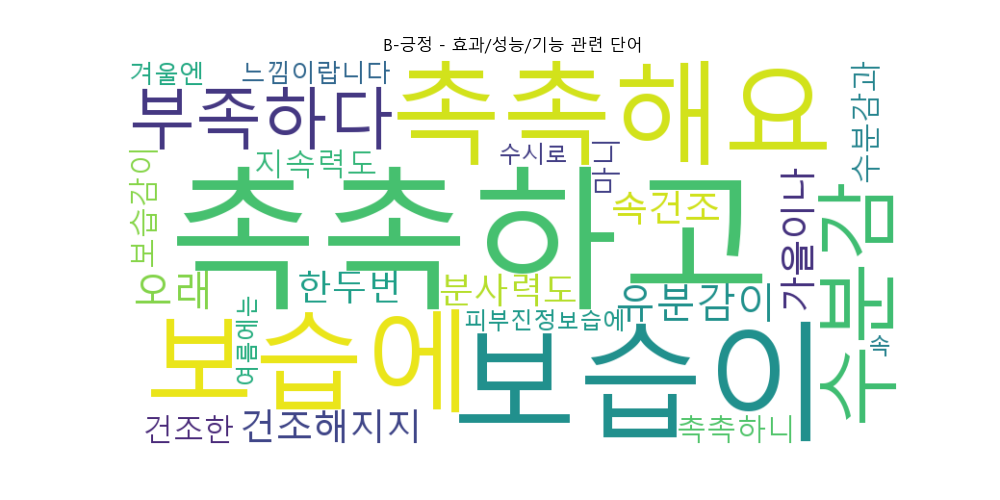 B-긍정 - 효과/성능/기능 관련 단어
겨울엔
느낌이랍니다
부족하다
촉촉해요
수분감과
보습감이
지속력도
수시로
마니
촉촉하고
속건조
가을이나
수분감
오래
한두번
분사력도
유분감이
여름에는
보습에
피부진정보습에
보습이
속
건조한
건조해지지
촉촉하니